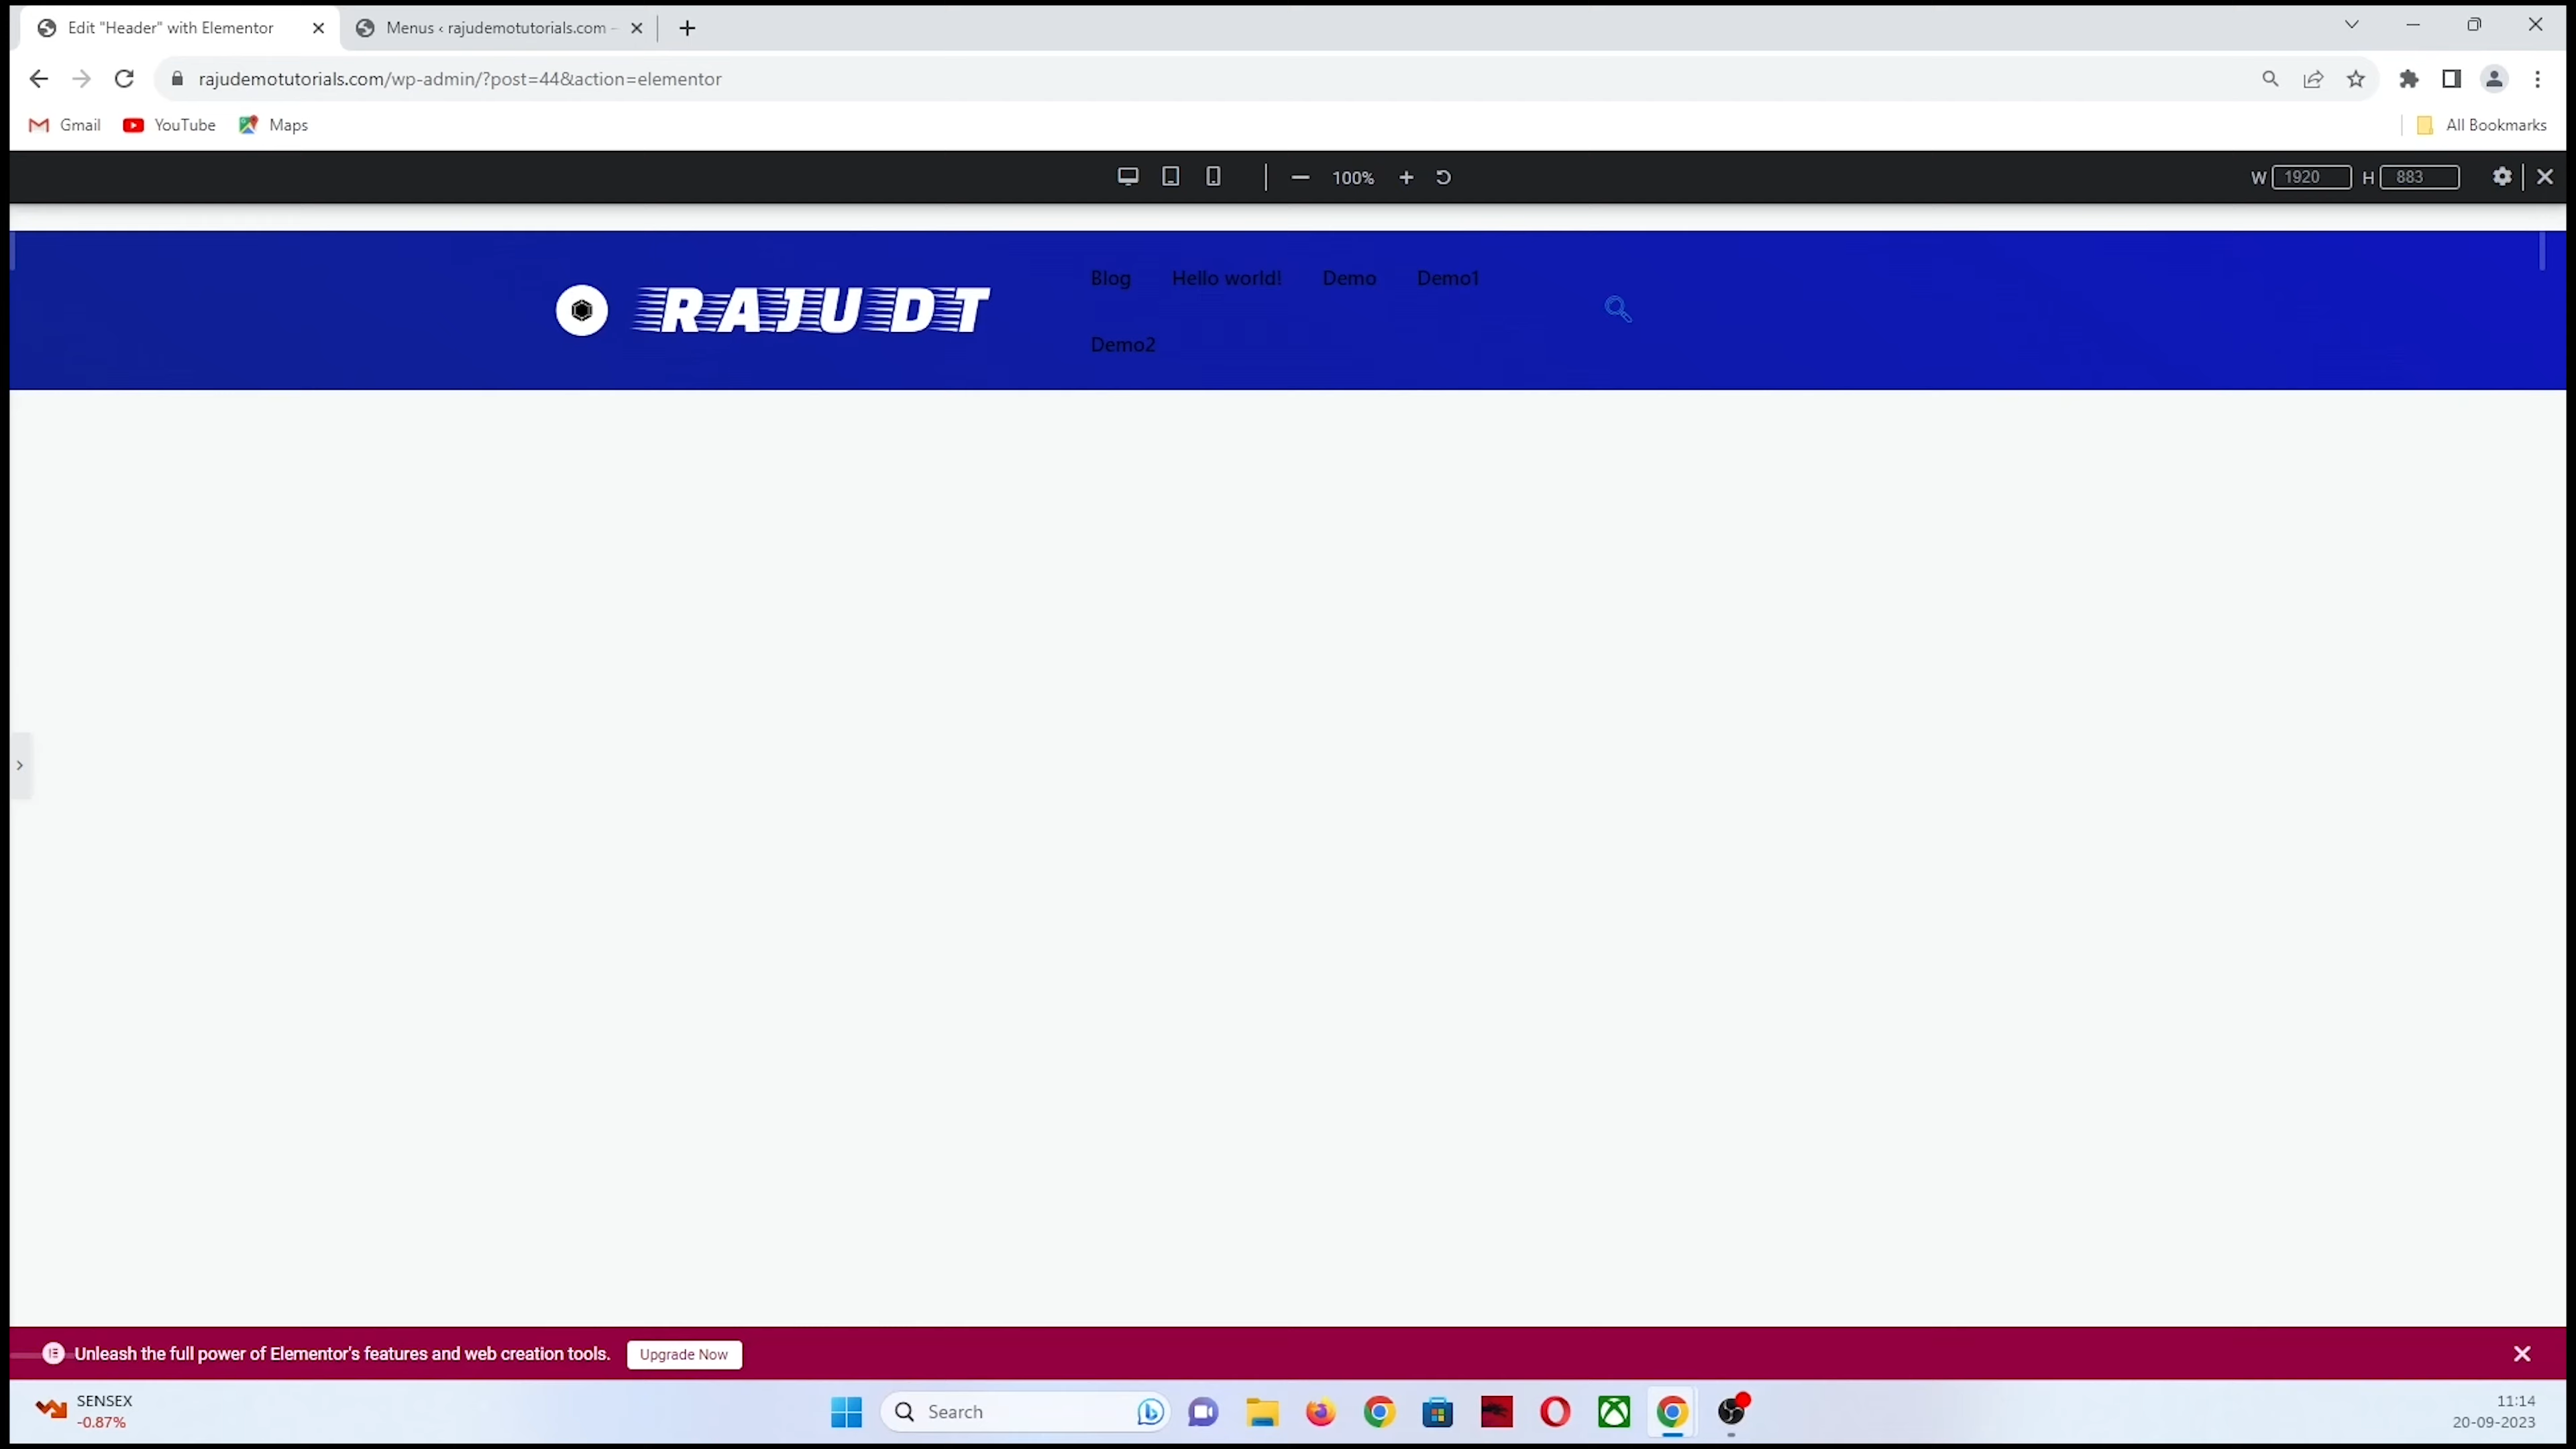 Edit "Header" with Elementor
Menus ‹ rajudemotutorials.com –
rajudemotutorials.com/wp-admin/?post=44&action=elementor
Gmail YouTube Maps All Bookmarks
100% W 1920 H 883
RAJU DT
Blog Hello world! Demo Demo1
Demo2
Unleash the full power of Elementor's features and web creation tools. Upgrade Now
SENSEX
-0.87%
Search
11:14
20-09-2023